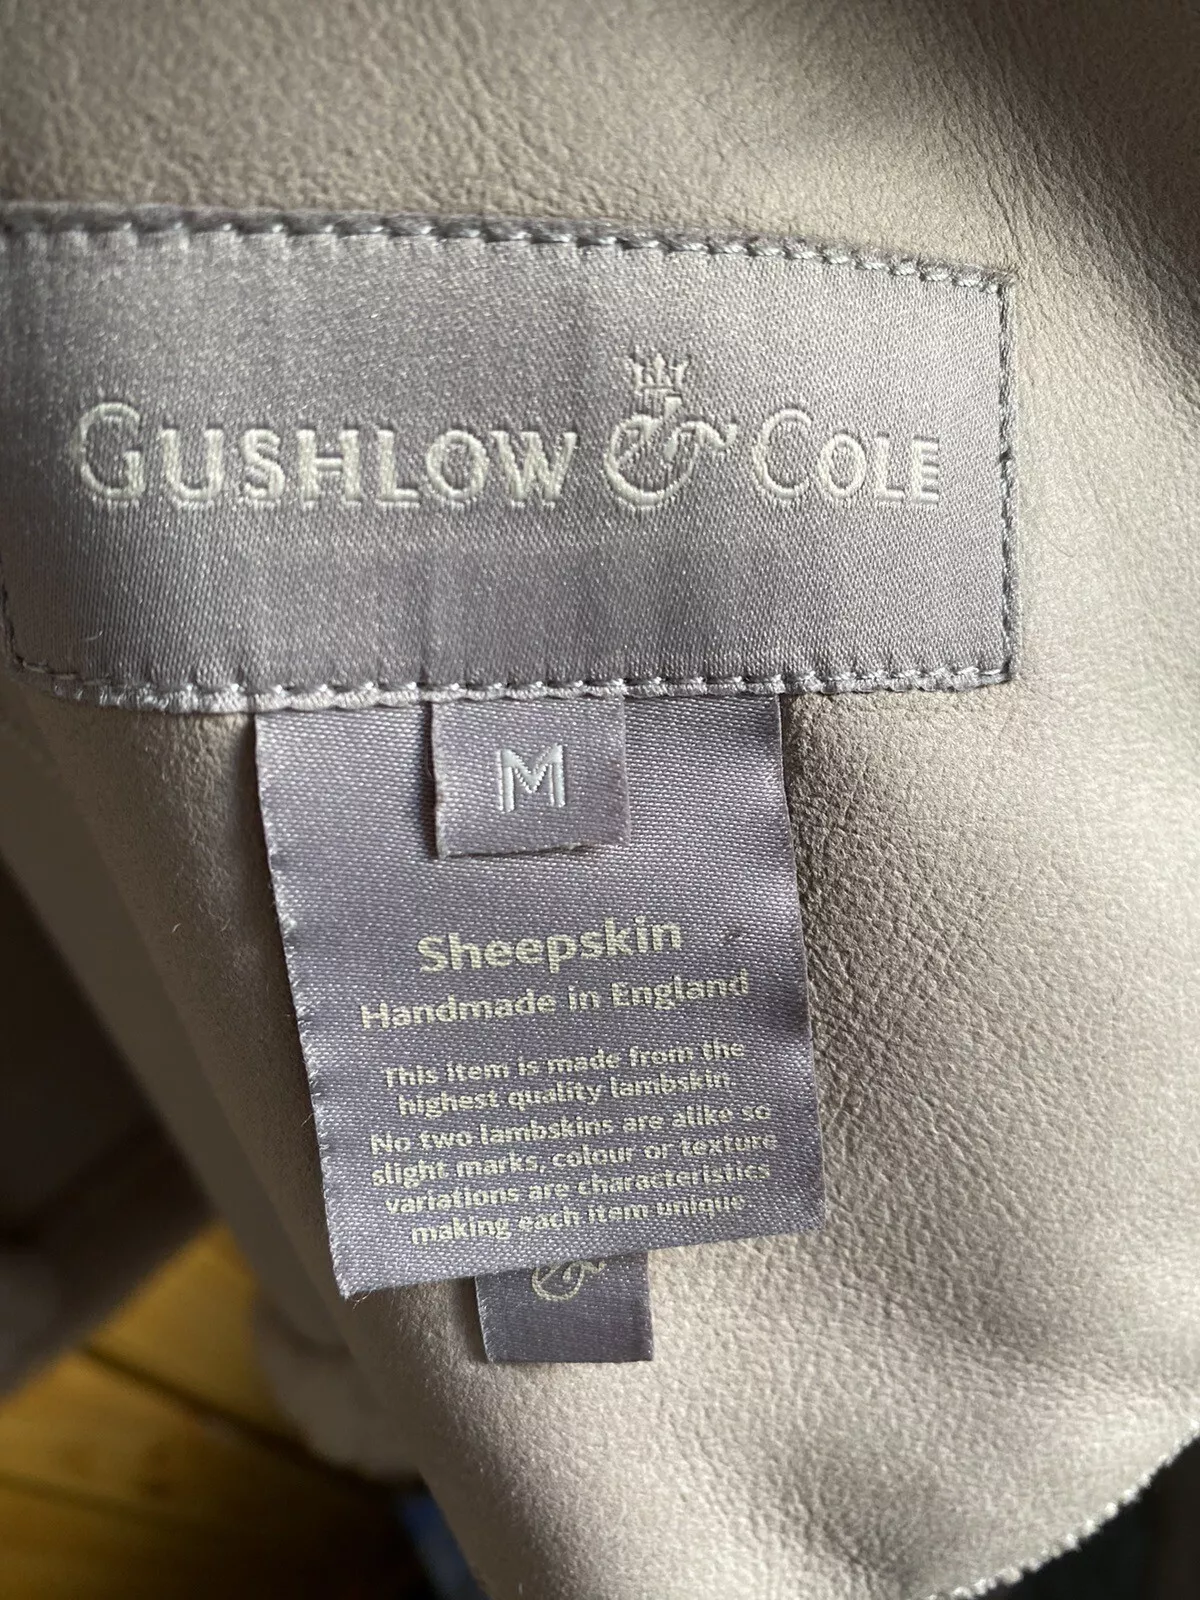 GUSHLOW & COLE
M
Sheepskin
Handmade in England
This item is made from the
highest quality lambskin
No two lambskins are alike so
slight marks, colour or texture
variations are characteristics
making each item unique